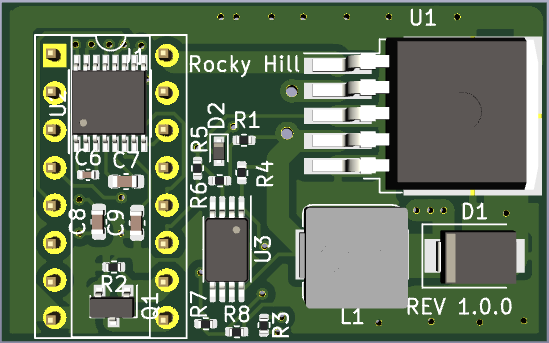 U1
J1
Rocky Hill
U2
D2
R1
R5
C6
C7
R4
R6
C8
C9
D1
U3
R2
Q1
R7
R8
R3
L1
REV 1.0.0